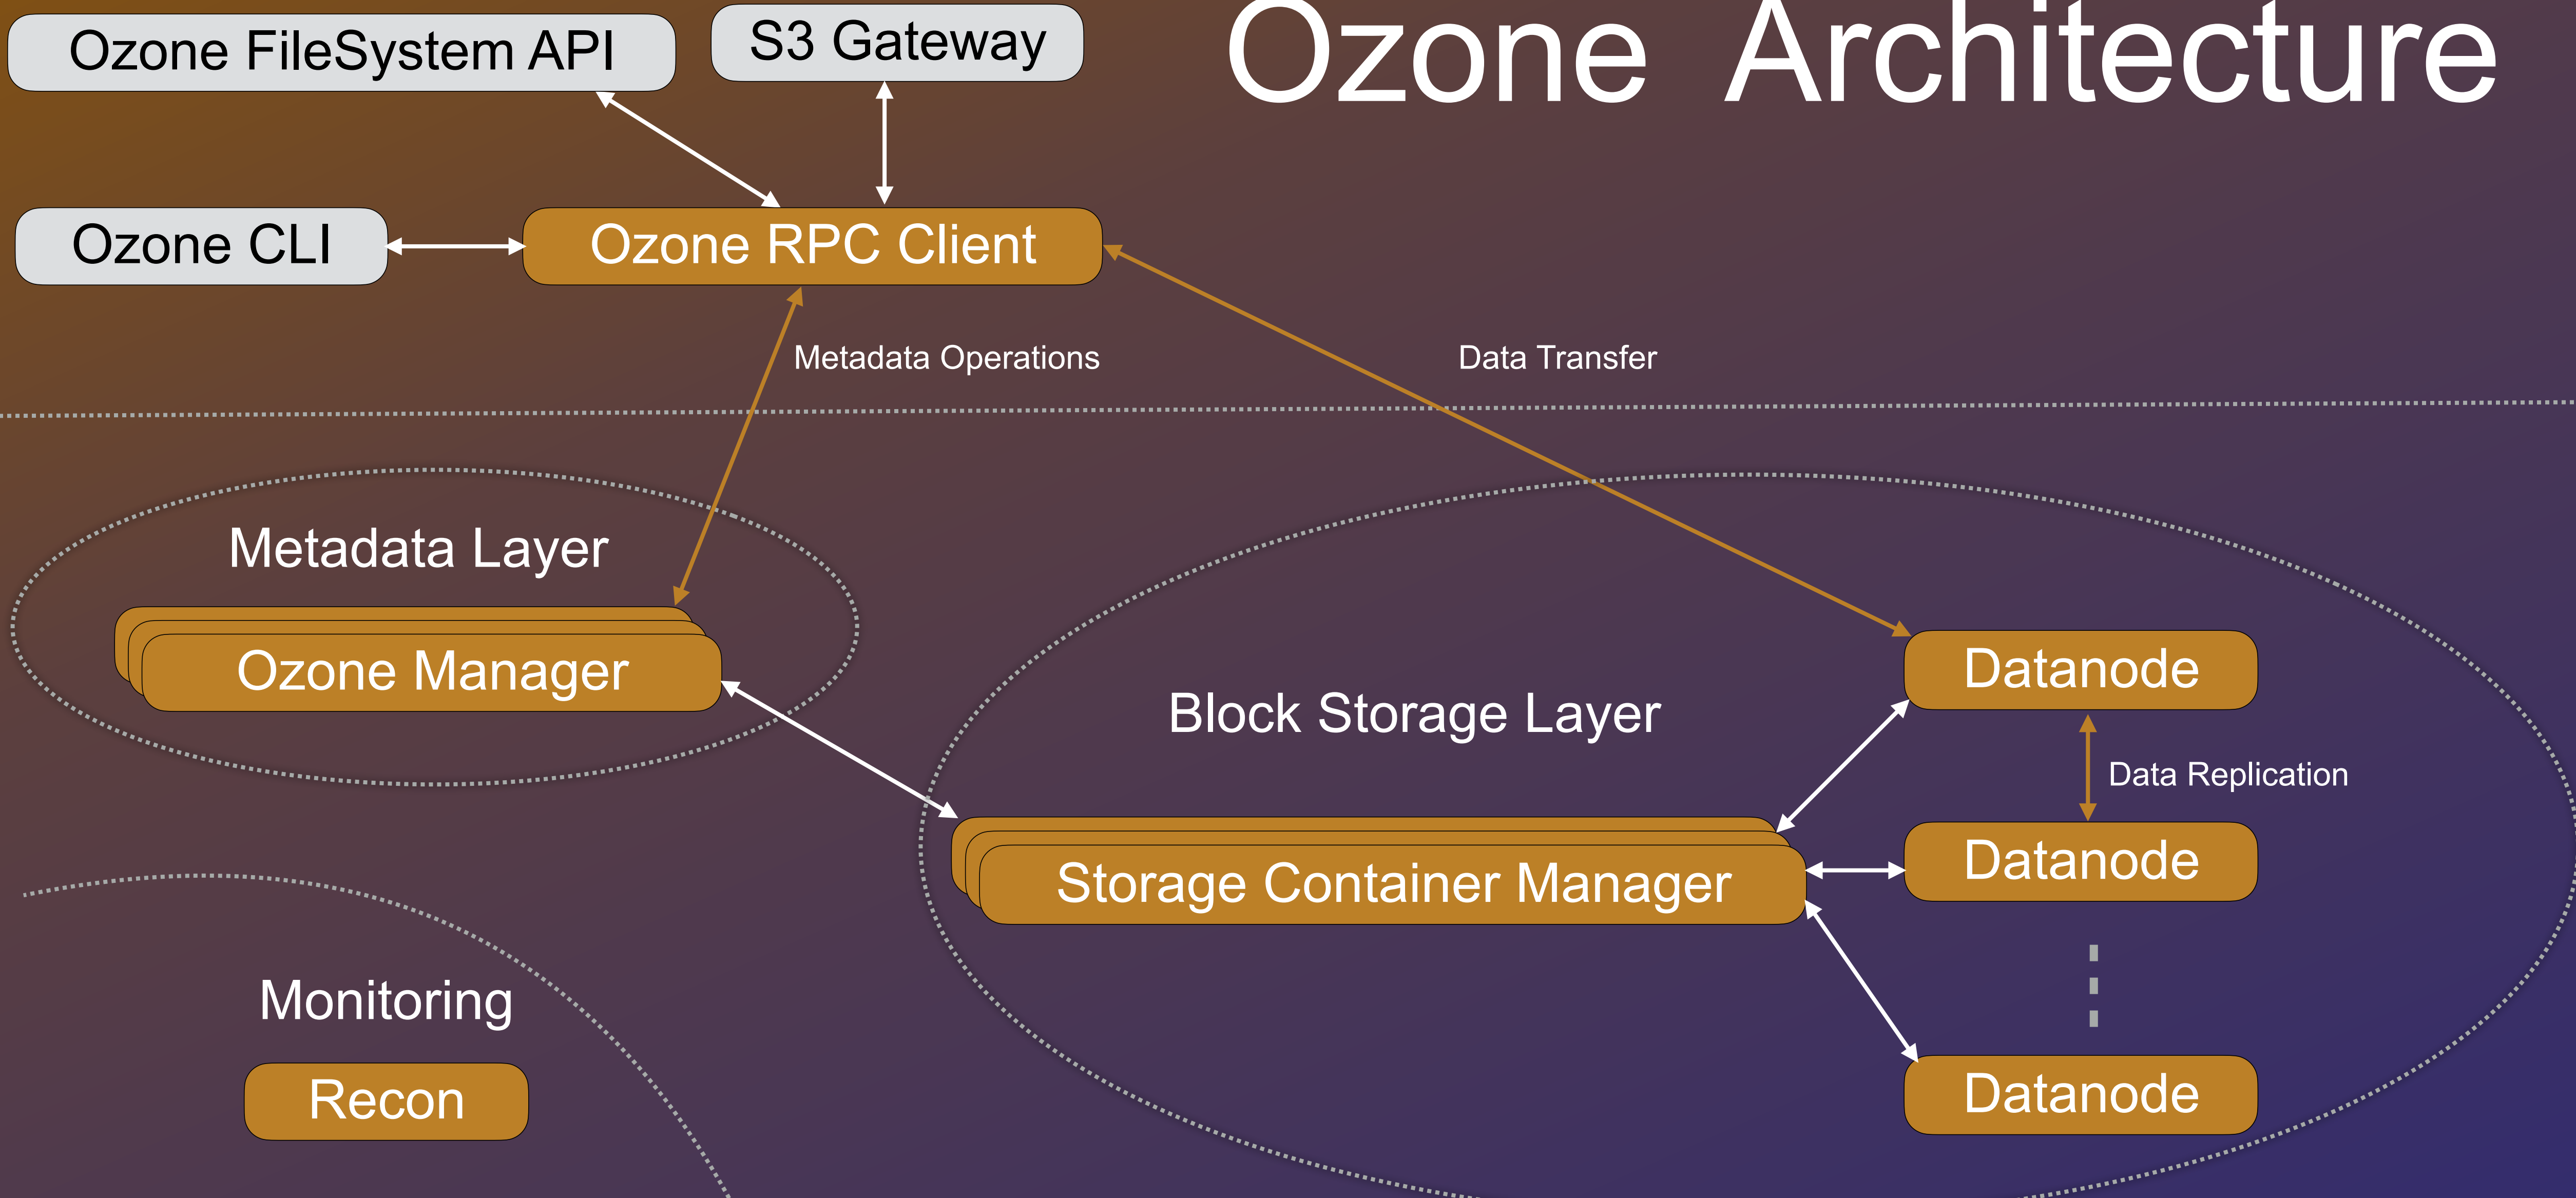 Ozone Architecture
Ozone FileSystem API
S3 Gateway
Ozone CLI
Ozone RPC Client
Metadata Operations
Data Transfer
Metadata Layer
Ozone Manager
Block Storage Layer
Datanode
Data Replication
Storage Container Manager
Datanode
Monitoring
Recon
Datanode